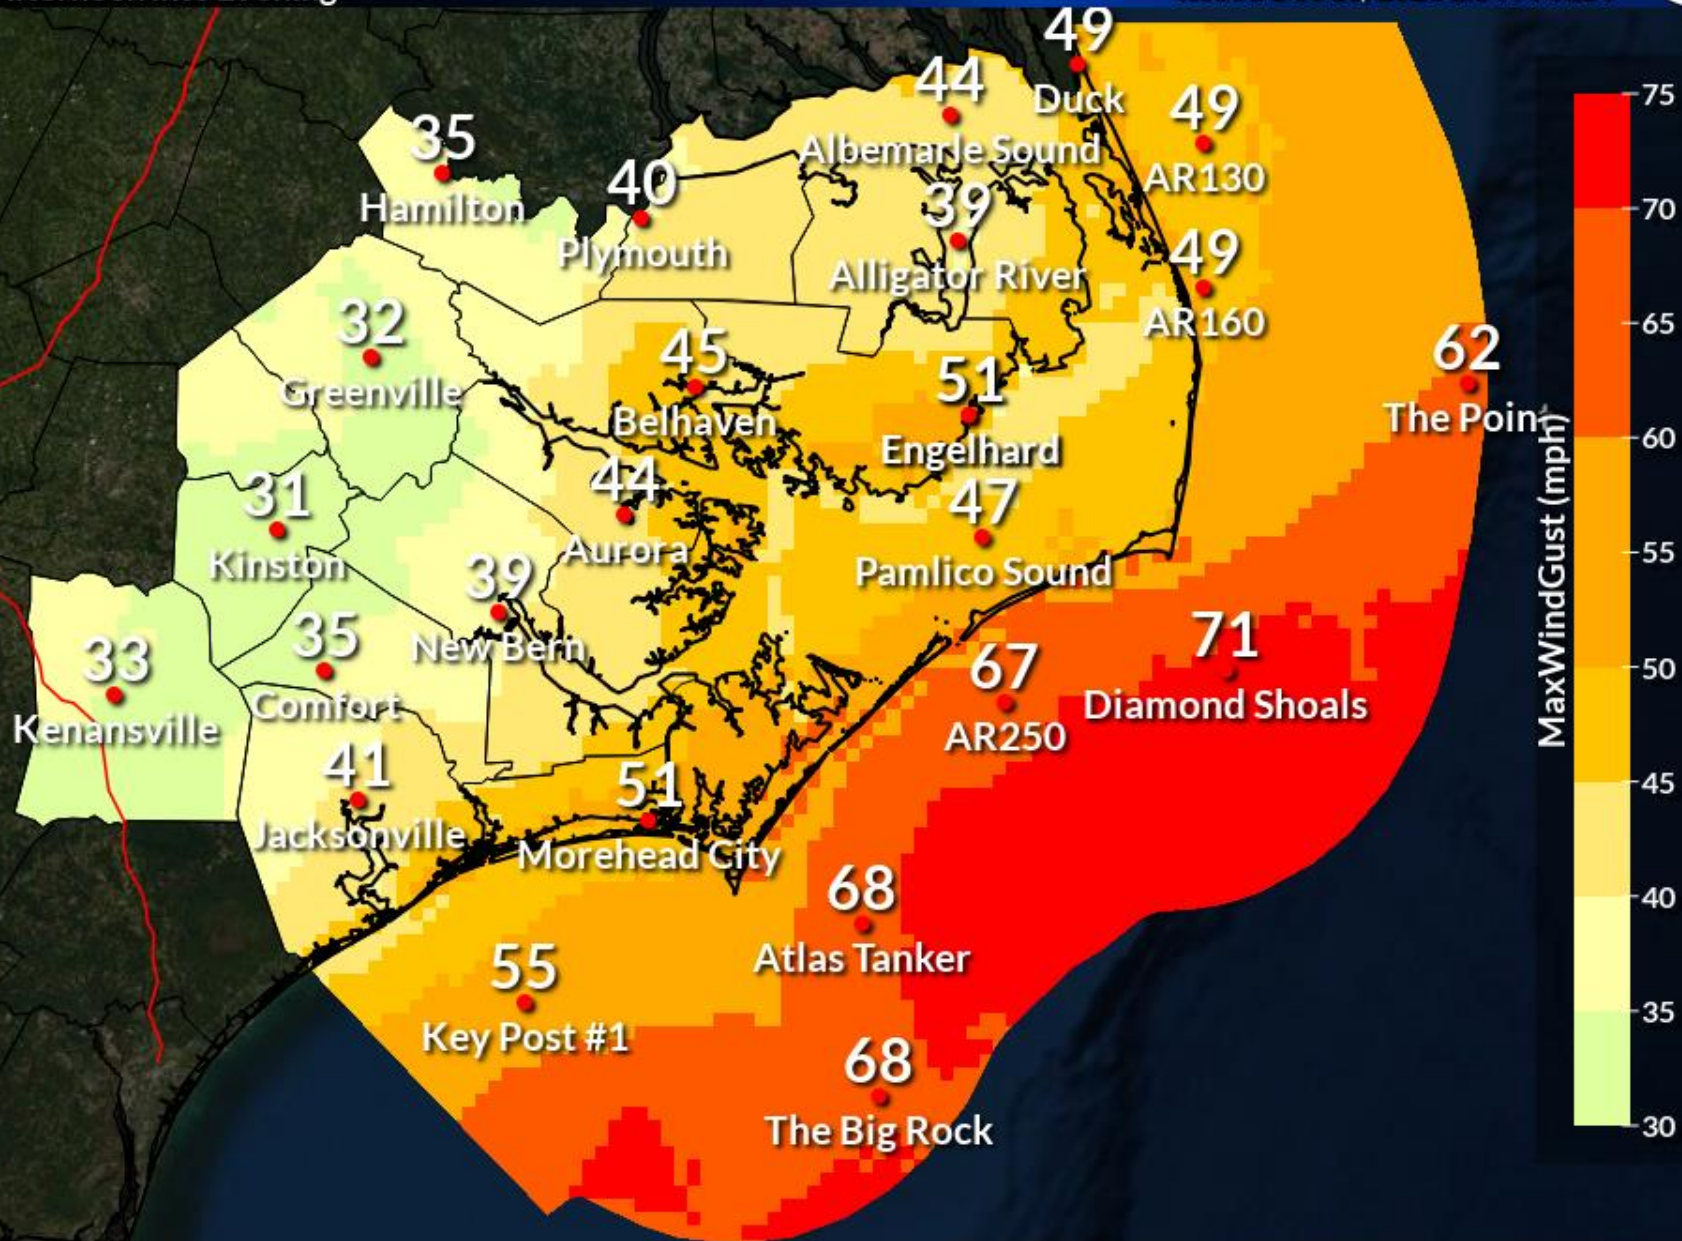 49
Duck
44
Albemarle Sound
49
AR130
35
Hamilton
40
Plymouth
39
Alligator River
49
AR160
32
Greenville
45
Belhaven
51
Engelhard
62
The Poin
31
Kinston
44
Aurora
47
Pamlico Sound
39
New Bern
33
Kenansville
35
Comfort
67
AR250
71
Diamond Shoals
41
Jacksonville
51
Morehead City
68
Atlas Tanker
55
Key Post #1
68
The Big Rock
MaxWindGust (mph)
75
70
65
60
55
50
45
40
35
30